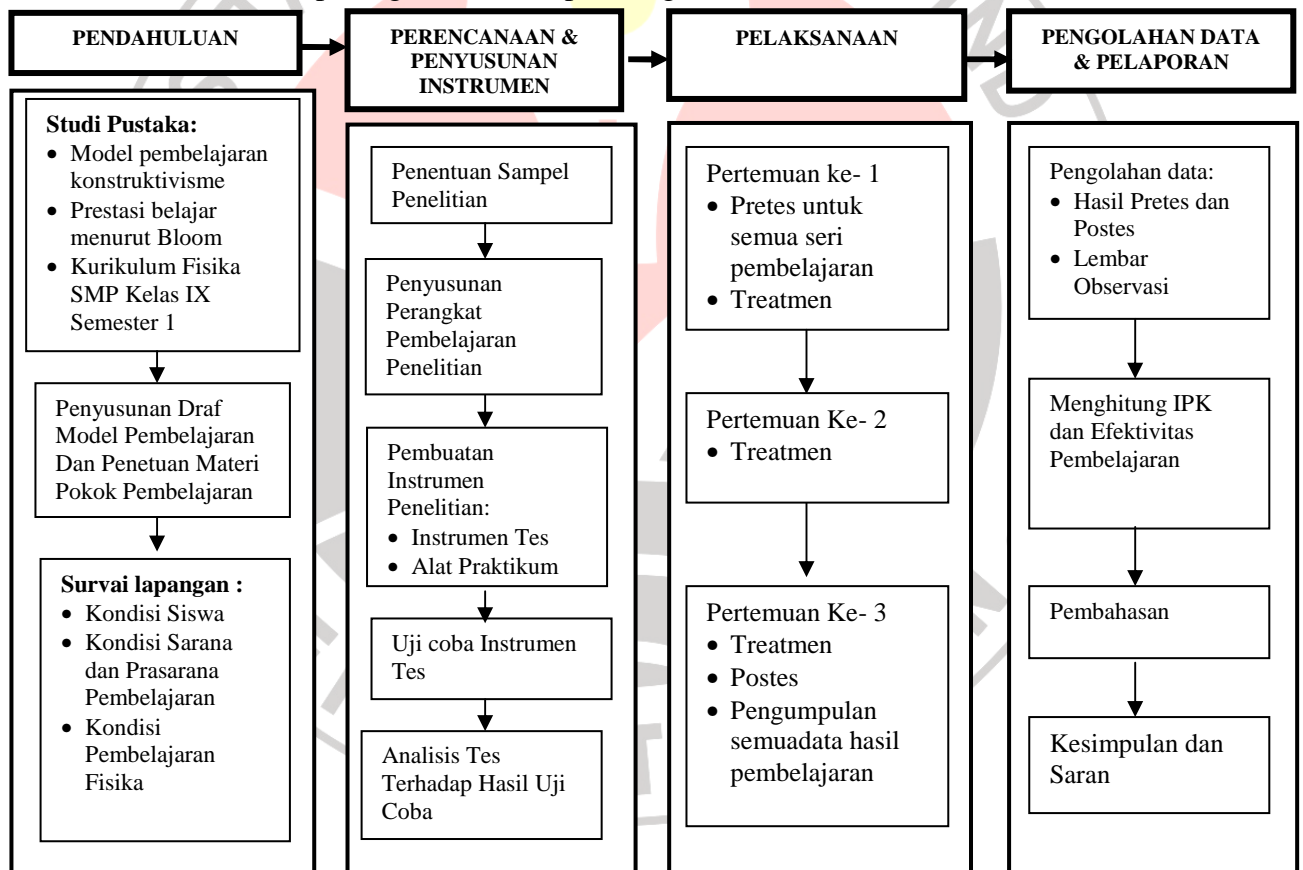 PENDAHULUAN
PERENCANAAN &
PENYUSUNAN
INSTRUMEN
PELAKSANAAN
PENGOLAHAN DATA
& PELAPORAN
Studi Pustaka:
• Model pembelajaran
konstruktivisme
• Prestasi belajar
menurut Bloom
• Kurikulum Fisika
SMP Kelas IX
Semester 1
Penyusunan Draf
Model Pembelajaran
Dan Penetuan Materi
Pokok Pembelajaran
Survai lapangan :
• Kondisi Siswa
• Kondisi Sarana
dan Prasarana
Pembelajaran
• Kondisi
Pembelajaran
Fisika
Penentuan Sampel
Penelitian
Penyusunan
Perangkat
Pembelajaran
Penelitian
Pembuatan
Instrumen
Penelitian:
• Instrumen Tes
• Alat Praktikum
Uji coba Instrumen
Tes
Analisis Tes
Terhadap Hasil Uji
Coba
Pertemuan ke- 1
• Pretes untuk
semua seri
pembelajaran
• Treatmen
Pertemuan Ke- 2
• Treatmen
Pertemuan Ke- 3
• Treatmen
• Postes
• Pengumpulan
semuadata hasil
pembelajaran
Pengolahan data:
• Hasil Pretes dan
Postes
• Lembar
Observasi
Menghitung IPK
dan Efektivitas
Pembelajaran
Pembahasan
Kesimpulan dan
Saran